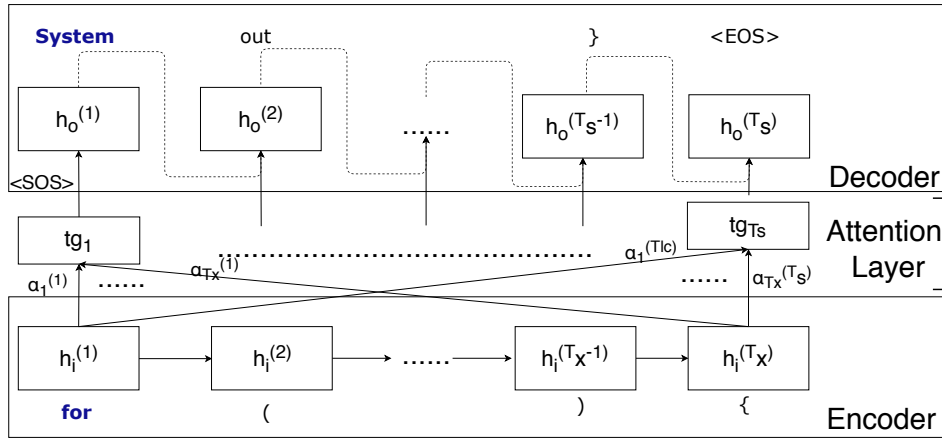 System out } <EOS>
h_o^(1) h_o^(2) ...... h_o^(T_S-1) h_o^(T_S)
<SOS> Decoder
tg_1 ........................................ tg_Ts Attention
α_1^(1) ...... α_Tx^(1) α_1^(Tlc) ...... α_Tx^(T_S) Layer
h_i^(1) h_i^(2) ...... h_i^(T_X-1) h_i^(T_X)
for ( ) { Encoder